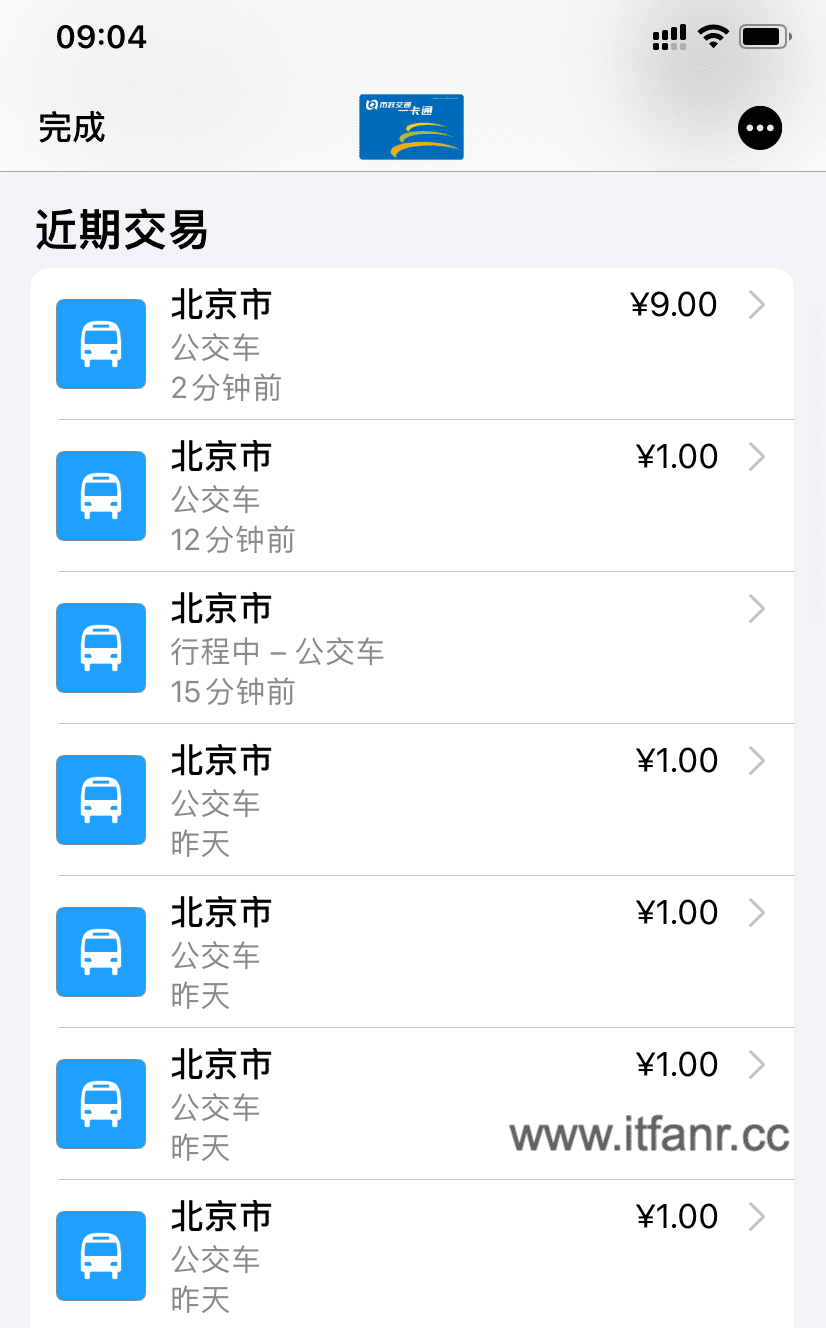 09:04
完成
市政交通
一卡通
近期交易
北京市 ¥9.00
公交车
2分钟前
北京市 ¥1.00
公交车
12分钟前
北京市
行程中 – 公交车
15分钟前
北京市 ¥1.00
公交车
昨天
北京市 ¥1.00
公交车
昨天
北京市 ¥1.00
公交车
www.itfanr.cc
昨天
北京市 ¥1.00
公交车
昨天